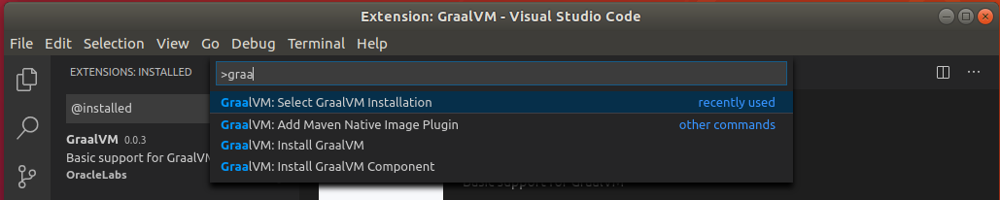 Extension: GraalVM - Visual Studio Code
File Edit Selection View Go Debug Terminal Help
EXTENSIONS: INSTALLED
>graa
@installed
GraalVM: Select GraalVM Installation recently used
GraalVM: Add Maven Native Image Plugin other commands
GraalVM: Install GraalVM
GraalVM: Install GraalVM Component
GraalVM 0.0.3
Basic support for GraalVM
OracleLabs
Basic support for GraalVM